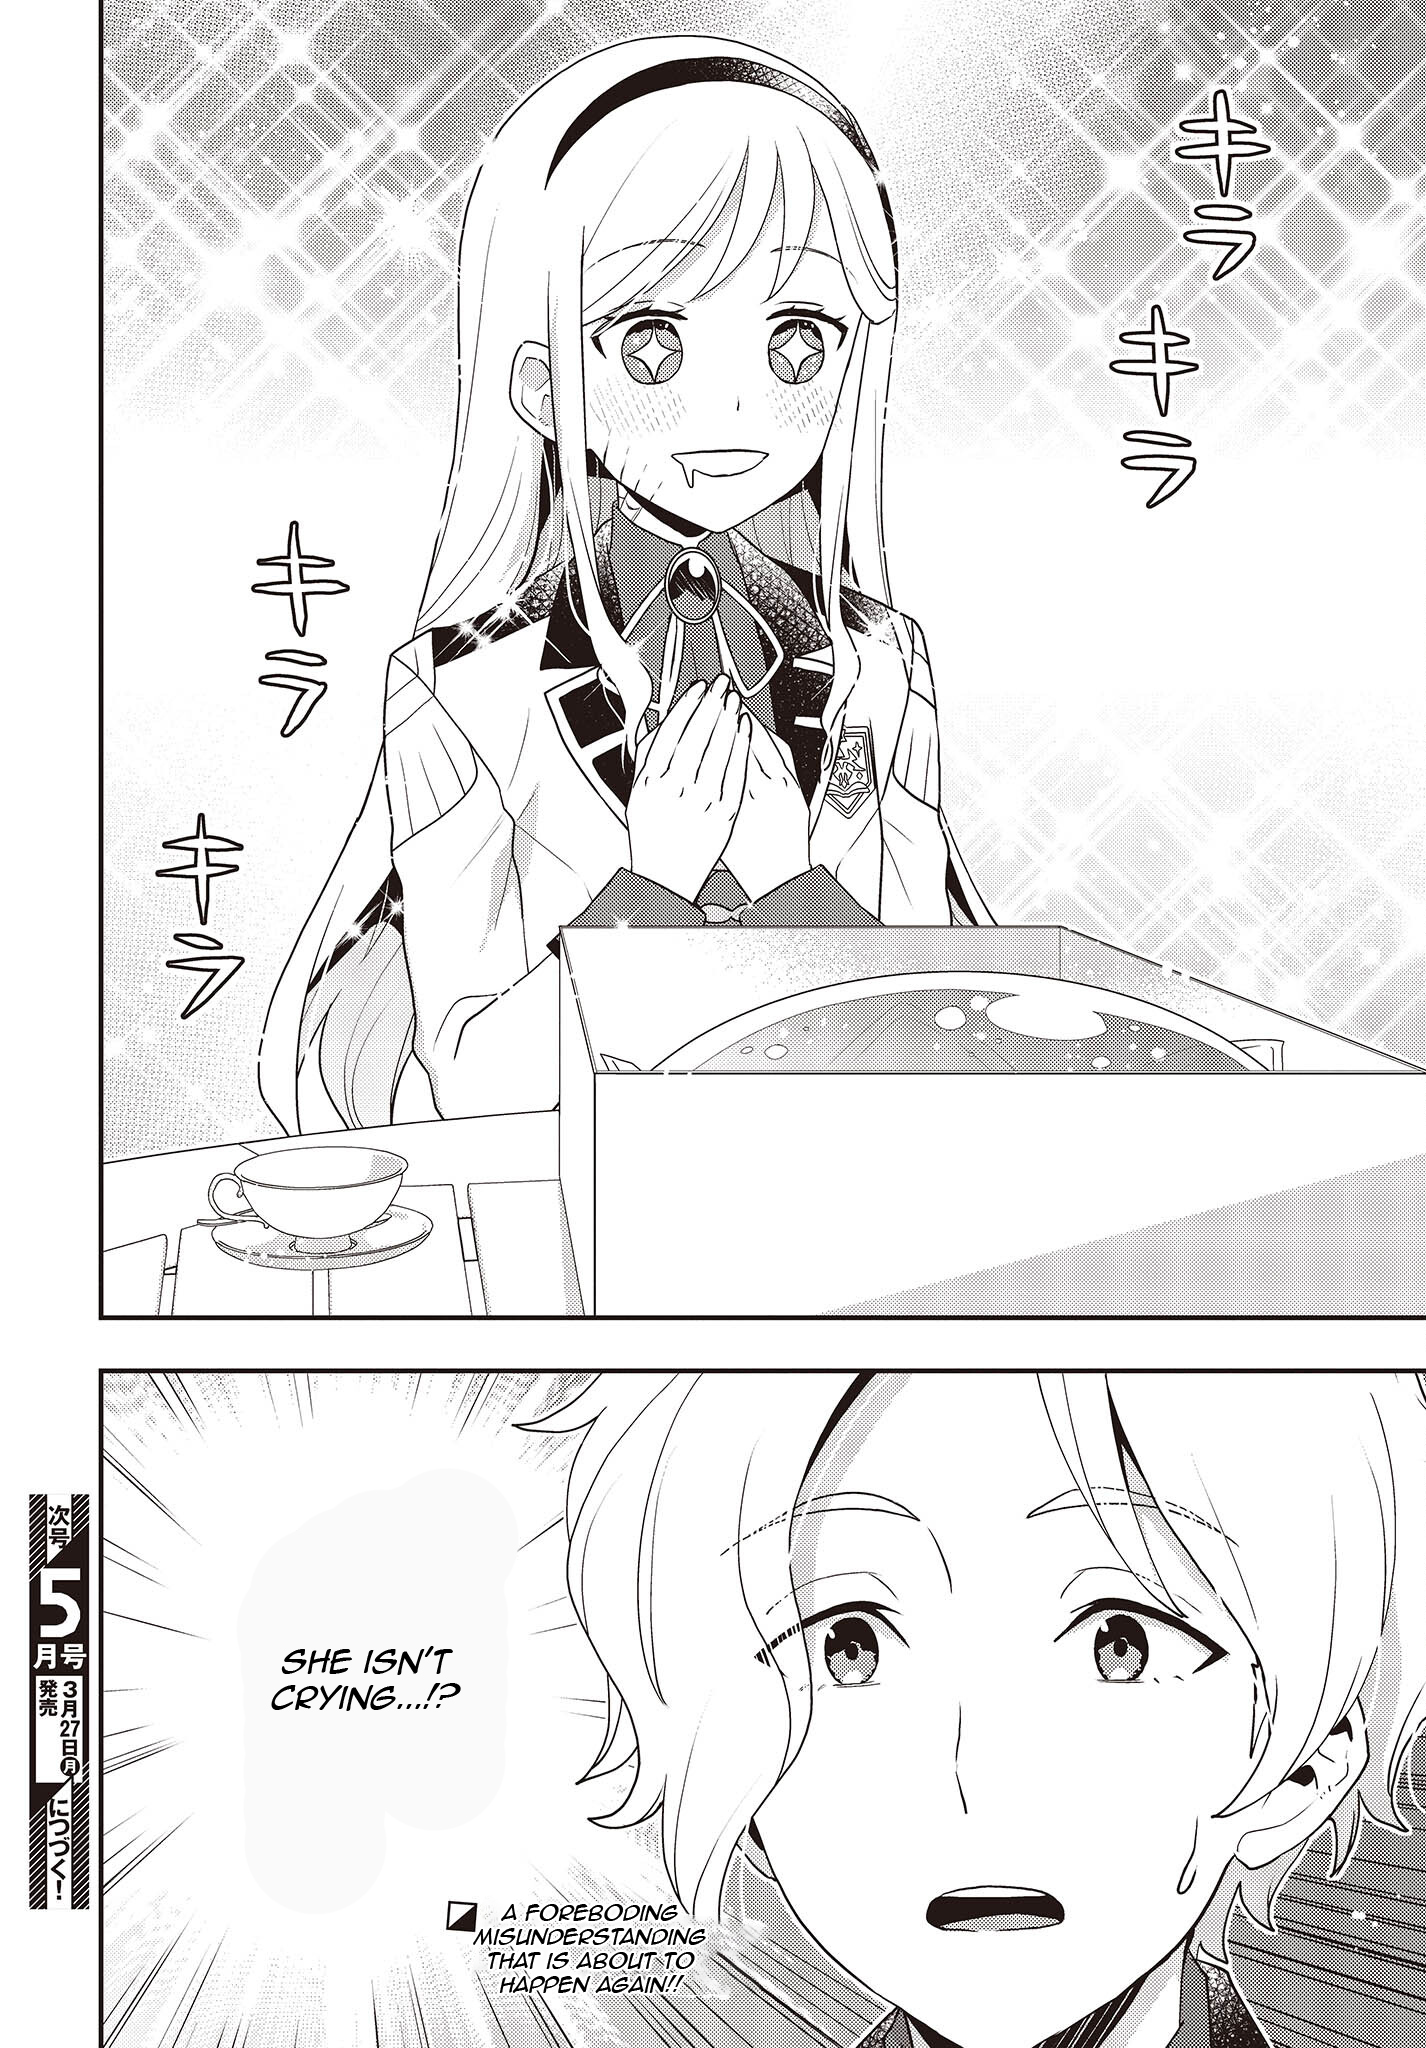 キラ
キラ
キラ
キラ
SHE ISN'T
CRYING...!?
A FOREBODING
MISUNDERSTANDING
THAT IS ABOUT TO
HAPPEN AGAIN!!
次号
5
月号
3月27日㊊
発売
につづく!